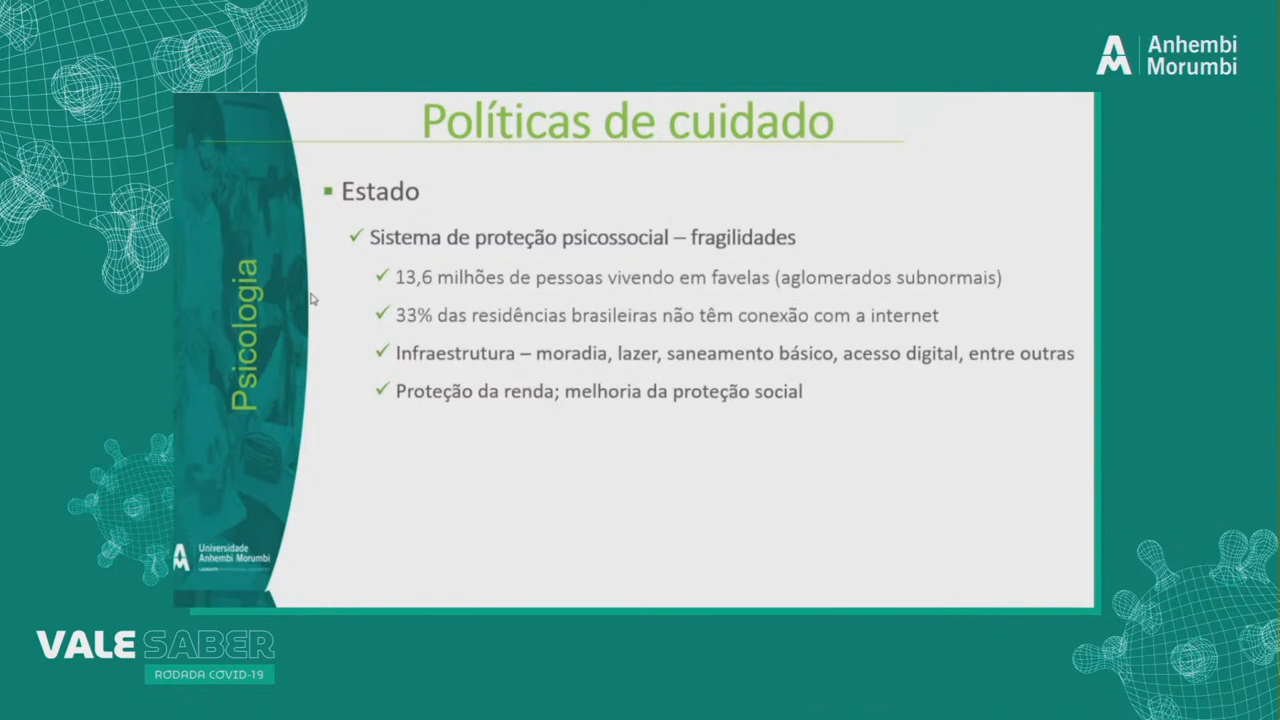 Anhembi
Morumbi
Políticas de cuidado
Estado
Sistema de proteção psicossocial – fragilidades
13,6 milhões de pessoas vivendo em favelas (aglomerados subnormais)
33% das residências brasileiras não têm conexão com a internet
Infraestrutura – moradia, lazer, saneamento básico, acesso digital, entre outras
Proteção da renda; melhoria da proteção social
Psicologia
Universidade
Anhembi Morumbi
VALE SABER
RODADA COVID-19